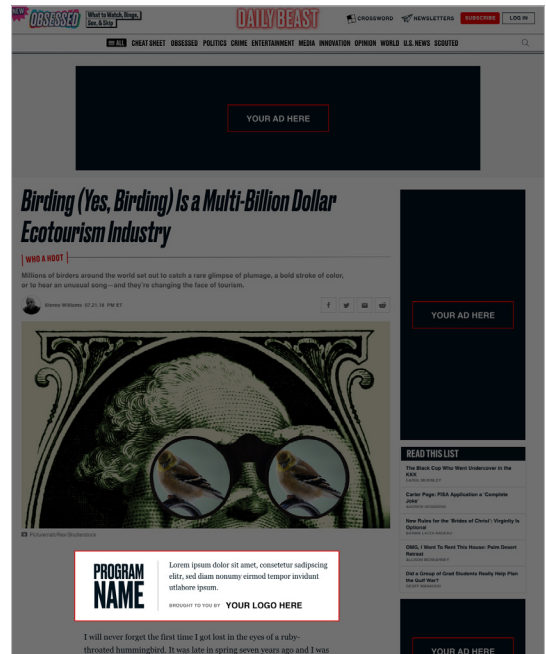 NEW
OBSESSED
What to Watch, Binge,
See, & Skip
DAILY BEAST
CROSSWORD
NEWSLETTERS
SUBSCRIBE
LOG IN
ALL CHEAT SHEET OBSESSED POLITICS CRIME ENTERTAINMENT MEDIA INNOVATION OPINION WORLD U.S. NEWS SCOUTED
YOUR AD HERE
Birding (Yes, Birding) Is a Multi-Billion Dollar
Ecotourism Industry
WHO A HOOT
Millions of birders around the world set out to catch a rare glimpse of plumage, a bold stroke of color,
or to hear an unusual song—and they're changing the face of tourism.
Williams 07.21.18 PM ET
YOUR AD HERE
READ THIS LIST
The Black Cop Who Went Undercover in the
KKK
Carter Page: FISA Application a 'Complete
Joke'
New Rules for the 'Brides of Christ': Virginity Is
Optional
OMG, I Want To Rent This House: Palm Desert
Retreat
Did a Group of Grad Students Really Help Plan
the Gulf War?
PROGRAM
NAME
Lorem ipsum dolor sit amet, consetetur sadipscing
elitr, sed diam nonumy eirmod tempor invidunt
utlabore ipsum.
BROUGHT TO YOU BY YOUR LOGO HERE
I will never forget the first time I got lost in the eyes of a ruby-
throated hummingbird. It was late in spring seven years ago and I was
YOUR AD HERE